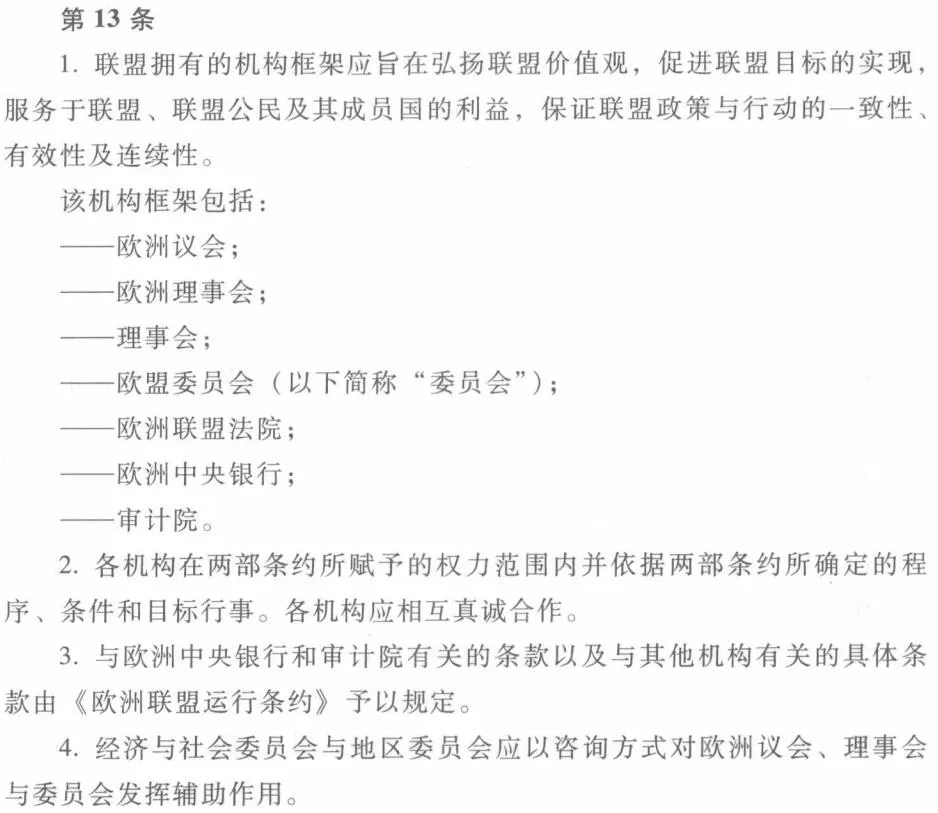 第 13 条
1. 联盟拥有的机构框架应旨在弘扬联盟价值观，促进联盟目标的实现，
服务于联盟、联盟公民及其成员国的利益，保证联盟政策与行动的一致性、
有效性及连续性。
该机构框架包括：
——欧洲议会；
——欧洲理事会；
——理事会；
——欧盟委员会（以下简称“委员会”）；
——欧洲联盟法院；
——欧洲中央银行；
——审计院。
2. 各机构在两部条约所赋予的权力范围内并依据两部条约所确定的程
序、条件和目标行事。各机构应相互真诚合作。
3. 与欧洲中央银行和审计院有关的条款以及与其他机构有关的具体条
款由《欧洲联盟运行条约》予以规定。
4. 经济与社会委员会与地区委员会应以咨询方式对欧洲议会、理事会
与委员会发挥辅助作用。